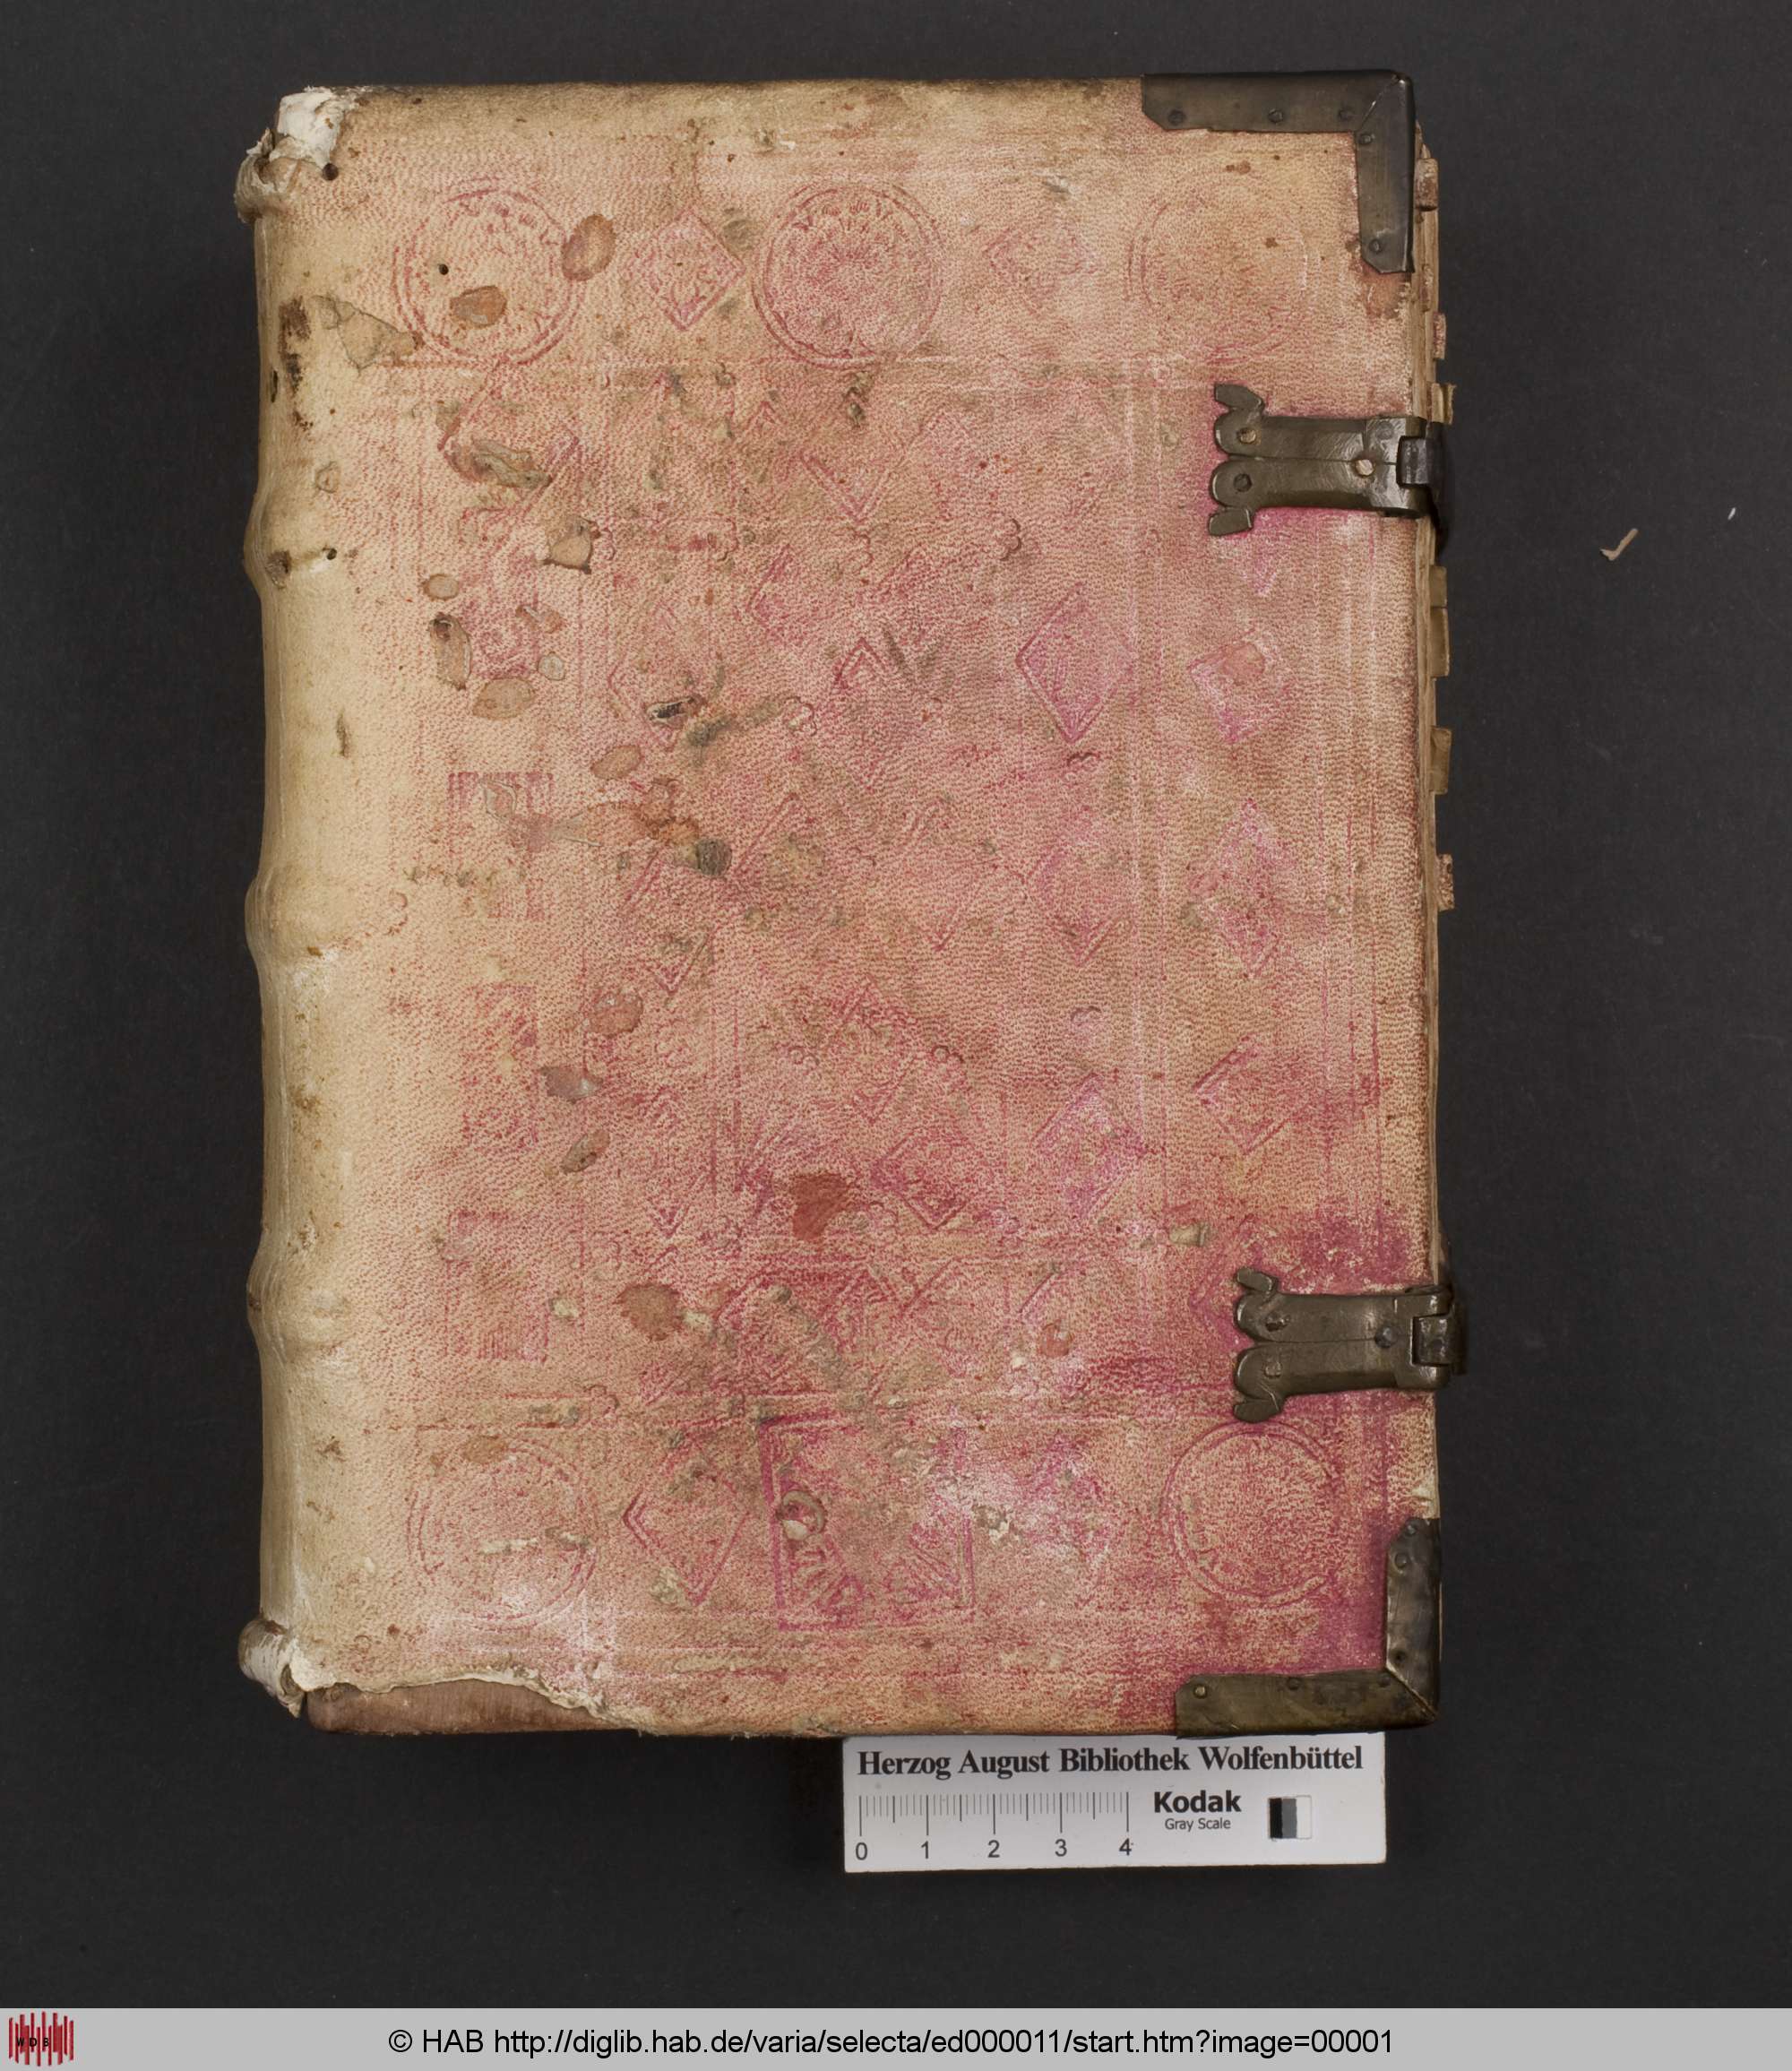 Herzog August Bibliothek Wolfenbüttel
Kodak
Gray Scale
0 1 2 3 4
WDB
© HAB http://diglib.hab.de/varia/selecta/ed000011/start.htm?image=00001